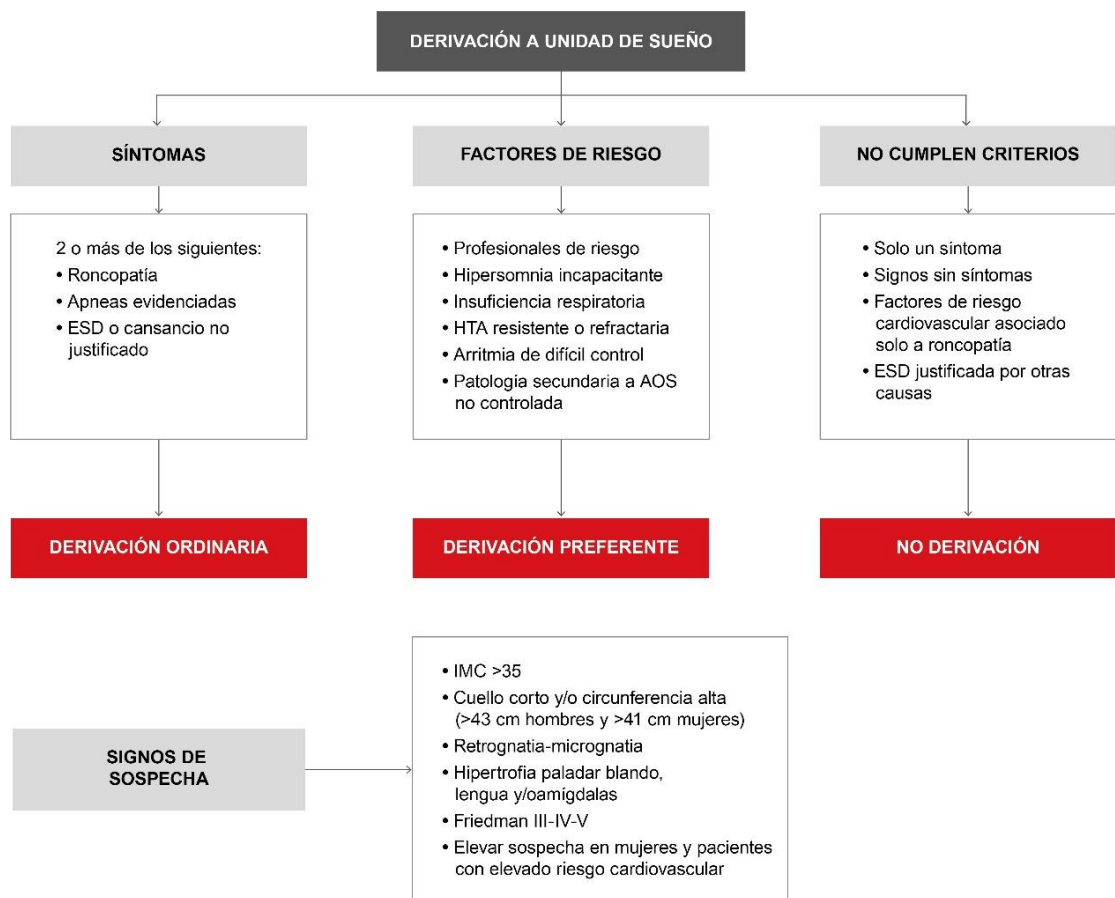 DERIVACIÓN A UNIDAD DE SUEÑO
SÍNTOMAS
2 o más de los siguientes:
• Roncopatía
• Apneas evidenciadas
• ESD o cansancio no
justificado
DERIVACIÓN ORDINARIA
FACTORES DE RIESGO
• Profesionales de riesgo
• Hipersomnia incapacitante
• Insuficiencia respiratoria
• HTA resistente o refractaria
• Arritmia de difícil control
• Patología secundaria a AOS
no controlada
DERIVACIÓN PREFERENTE
NO CUMPLEN CRITERIOS
• Solo un síntoma
• Signos sin síntomas
• Factores de riesgo
cardiovascular asociado
solo a roncopatía
• ESD justificada por otras
causas
NO DERIVACIÓN
SIGNOS DE
SOSPECHA
• IMC >35
• Cuello corto y/o circunferencia alta
(>43 cm hombres y >41 cm mujeres)
• Retrognatia-micrognatia
• Hipertrofia paladar blando,
lengua y/oamígdalas
• Friedman III-IV-V
• Elevar sospecha en mujeres y pacientes
con elevado riesgo cardiovascular